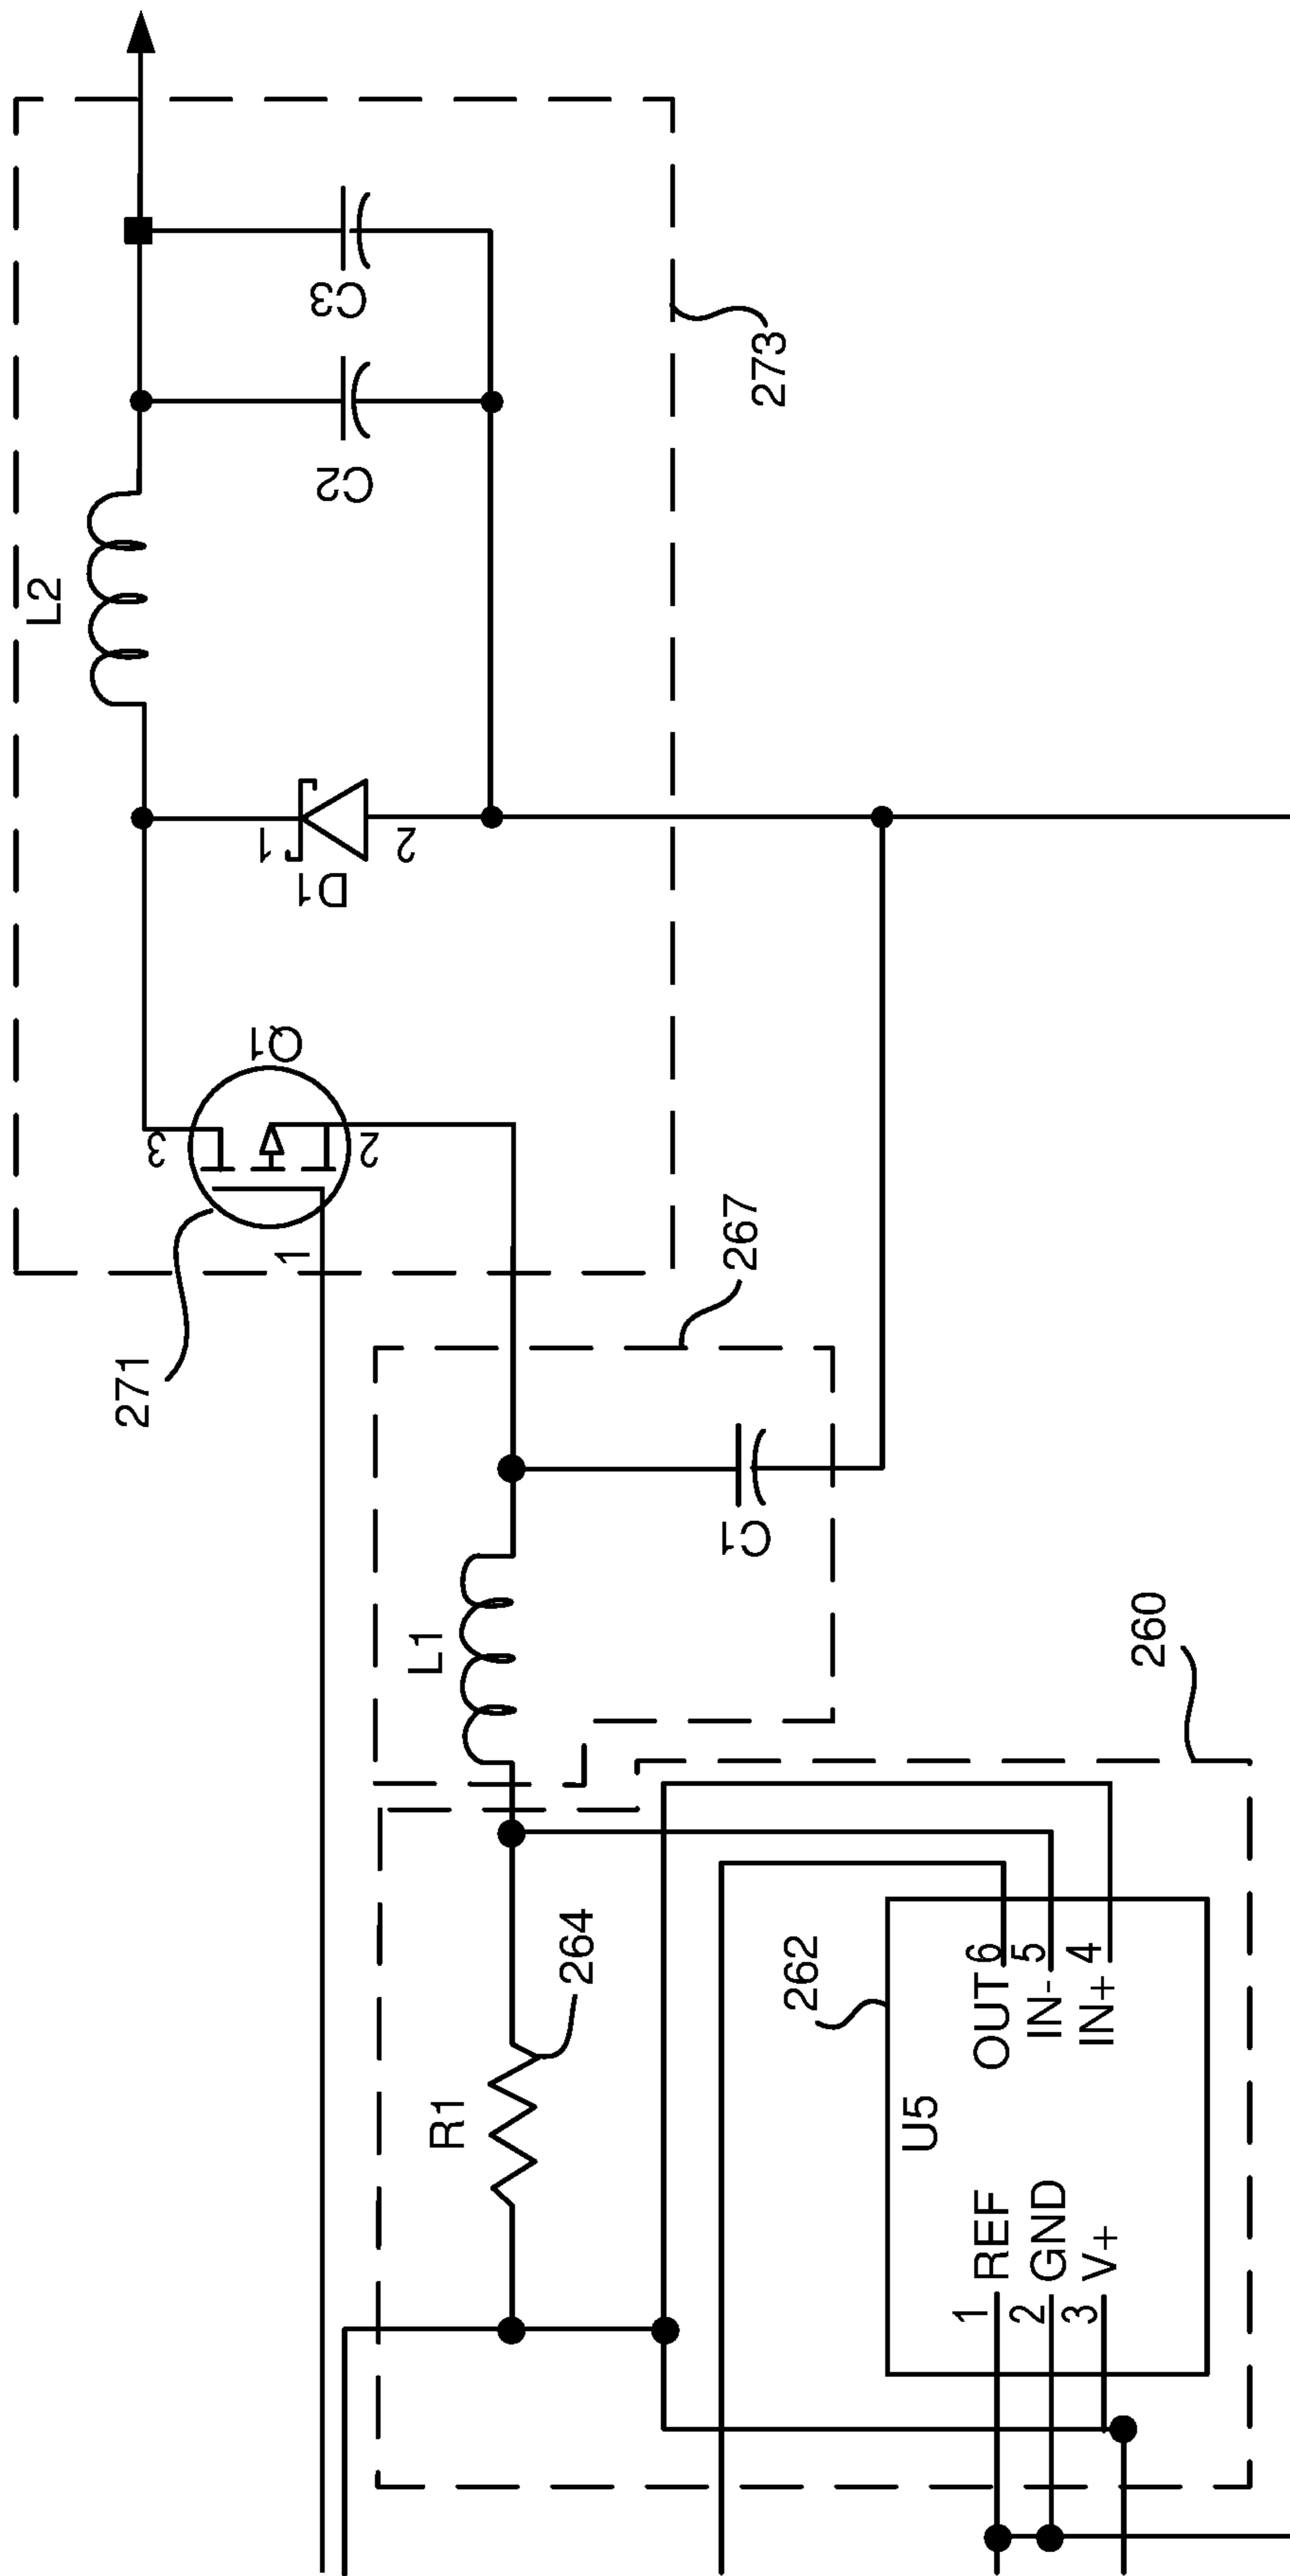 L2
C3
C2
273
1
D1
2
Q1
3
2
1
271
267
L1
C1
260
R1
264
262
U5
OUT 6
IN- 5
IN+ 4
1 REF
2 GND
3 V+